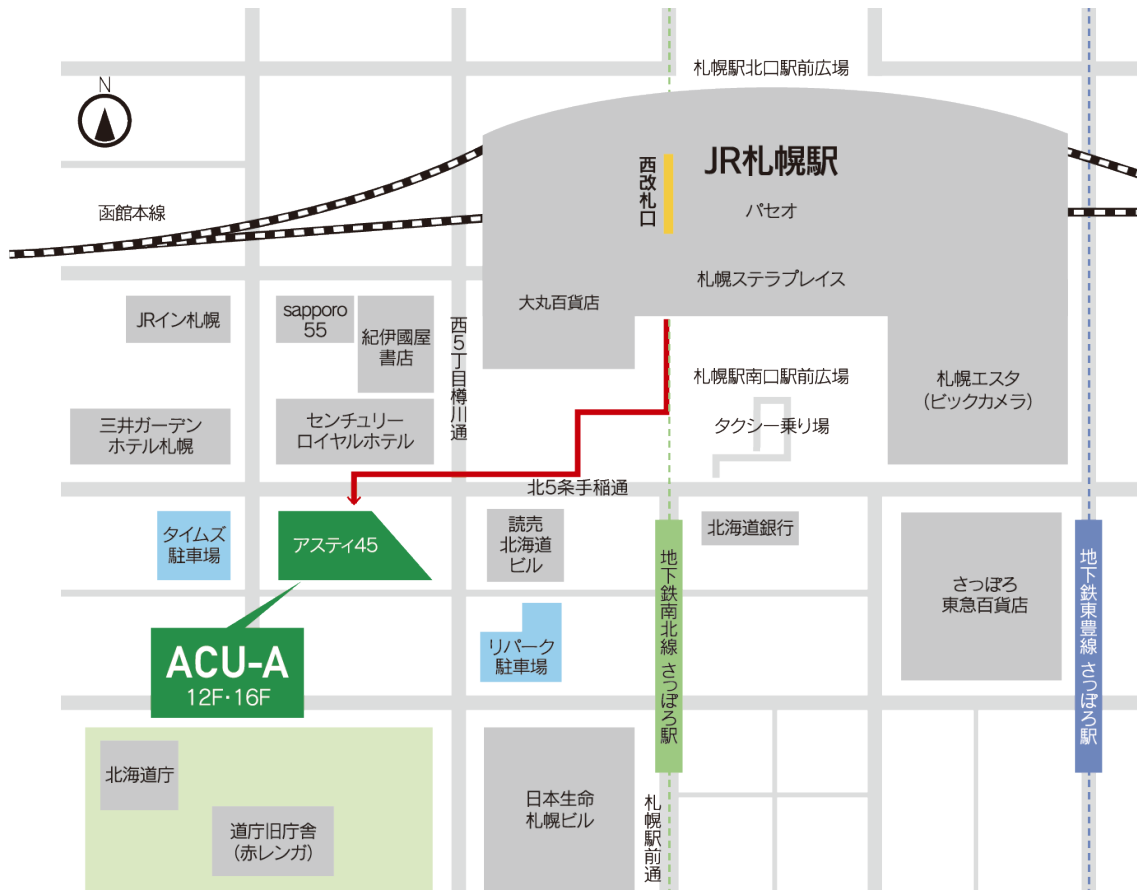 札幌駅北口駅前広場
N
JR札幌駅
西改札口
パセオ
函館本線
札幌ステラプレイス
大丸百貨店
JRイン札幌
sapporo
55
紀伊國屋
書店
西5丁目樽川通
札幌駅南口駅前広場
札幌エスタ
(ビックカメラ)
三井ガーデン
ホテル札幌
センチュリー
ロイヤルホテル
タクシー乗り場
北5条手稲通
タイムズ
駐車場
アスティ45
読売
北海道
ビル
北海道銀行
地下鉄南北線 さっぽろ駅
さっぽろ
東急百貨店
地下鉄東豊線 さっぽろ駅
リパーク
駐車場
ACU-A
12F・16F
北海道庁
道庁旧庁舎
(赤レンガ)
日本生命
札幌ビル
札幌駅前通